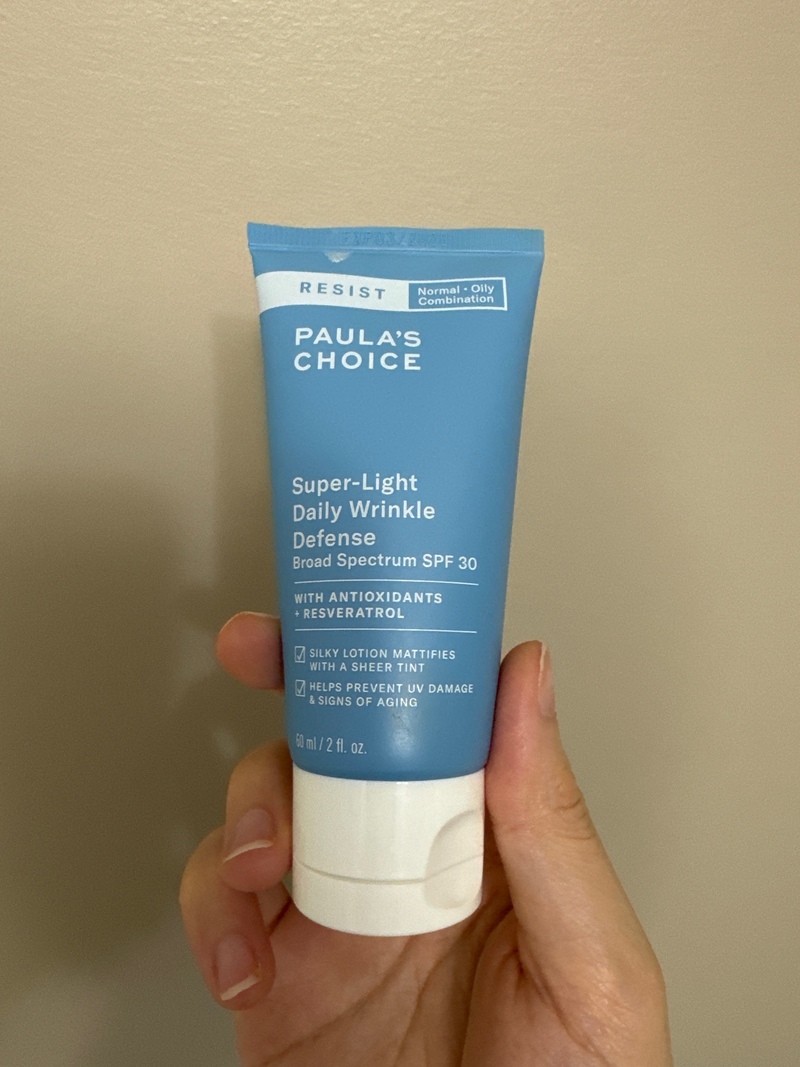 RESIST
Normal • Oily
Combination
PAULA'S
CHOICE
Super-Light
Daily Wrinkle
Defense
Broad Spectrum SPF 30
WITH ANTIOXIDANTS
+ RESVERATROL
SILKY LOTION MATTIFIES
WITH A SHEER TINT
HELPS PREVENT UV DAMAGE
& SIGNS OF AGING
60 ml / 2 fl. oz.